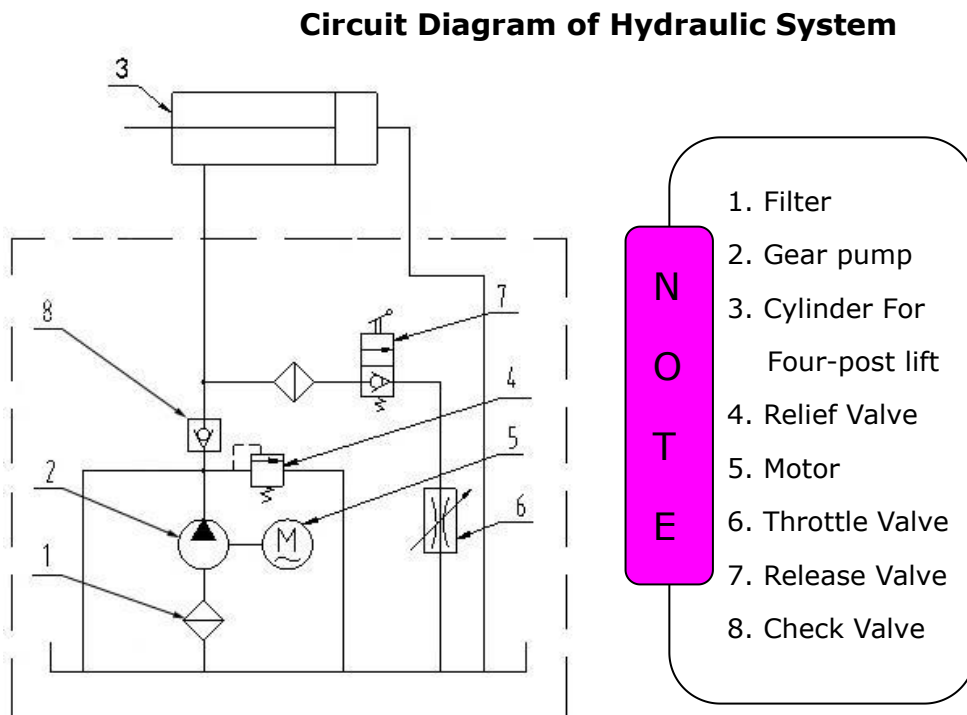 Circuit Diagram of Hydraulic System
3
8
7
4
2
5
M
6
1
N
O
T
E
1. Filter
2. Gear pump
3. Cylinder For
Four-post lift
4. Relief Valve
5. Motor
6. Throttle Valve
7. Release Valve
8. Check Valve